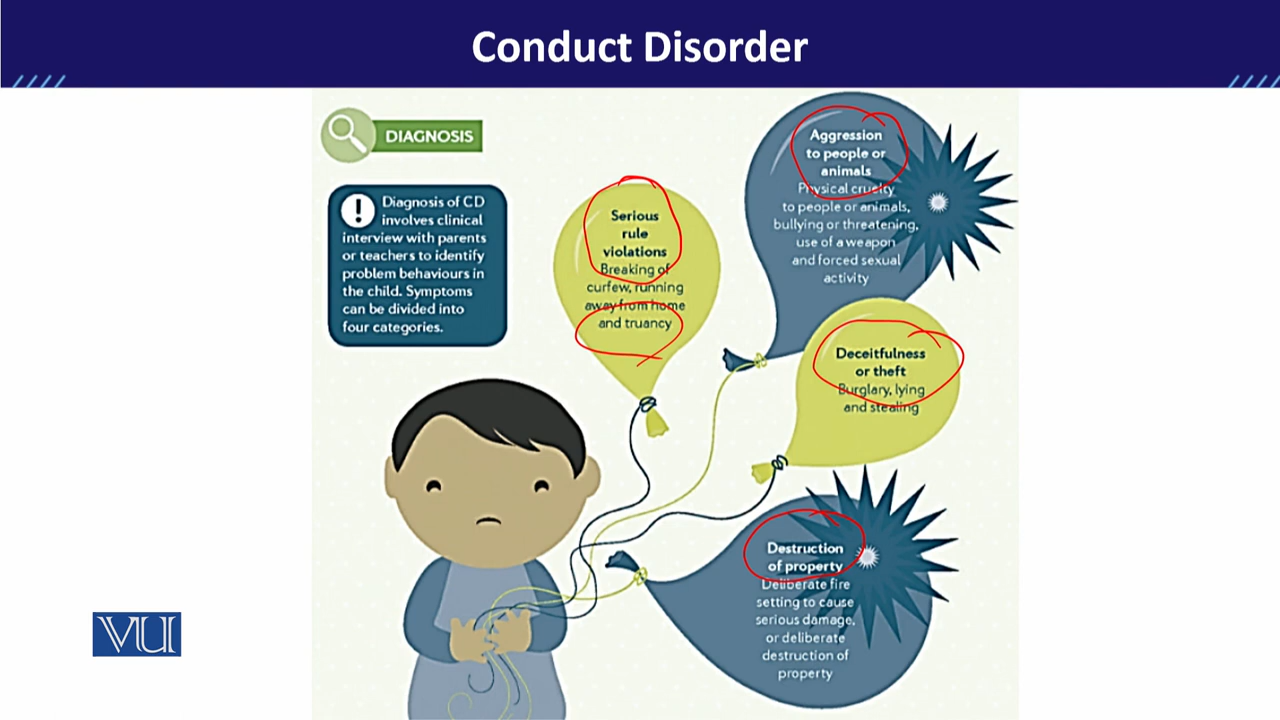 Conduct Disorder
DIAGNOSIS
! Diagnosis of CD
involves clinical
interview with parents
or teachers to identify
problem behaviours in
the child. Symptoms
can be divided into
four categories.
Serious
rule
violations
Breaking of
curfew, running
away from home
and truancy
Aggression
to people or
animals
Physical cruelty
to people or animals,
bullying or threatening,
use of a weapon
and forced sexual
activity
Deceitfulness
or theft
Burglary, lying
and stealing
Destruction
of property
Deliberate fire
setting to cause
serious damage,
or deliberate
destruction of
property
VU